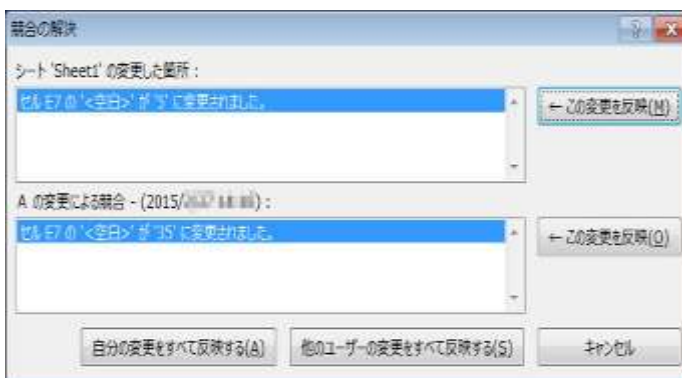 競合の解決
シート 'Sheet1' の変更した箇所：
セル E7 の '<空白>' が '5' に変更されました。
← この変更を反映(M)
A の変更による競合 - (2015/
セル E7 の '<空白>' が '35' に変更されました。
← この変更を反映(O)
自分の変更をすべて反映する(A)
他のユーザーの変更をすべて反映する(S)
キャンセル